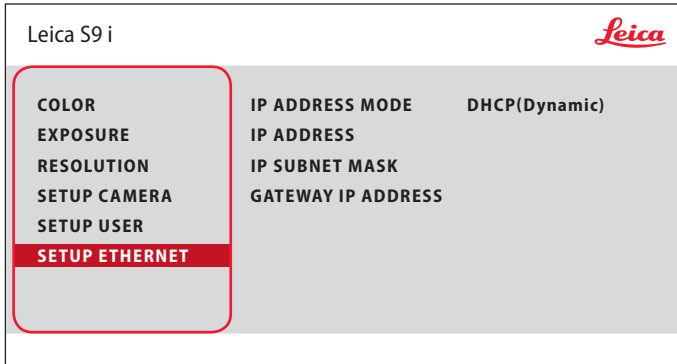 Leica S9 i
Leica
COLOR
EXPOSURE
RESOLUTION
SETUP CAMERA
SETUP USER
SETUP ETHERNET
IP ADDRESS MODE DHCP(Dynamic)
IP ADDRESS
IP SUBNET MASK
GATEWAY IP ADDRESS